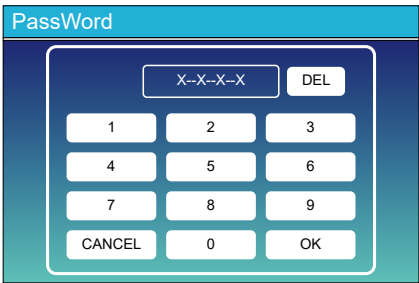 PassWord
X--X--X--X DEL
1 2 3
4 5 6
7 8 9
CANCEL 0 OK